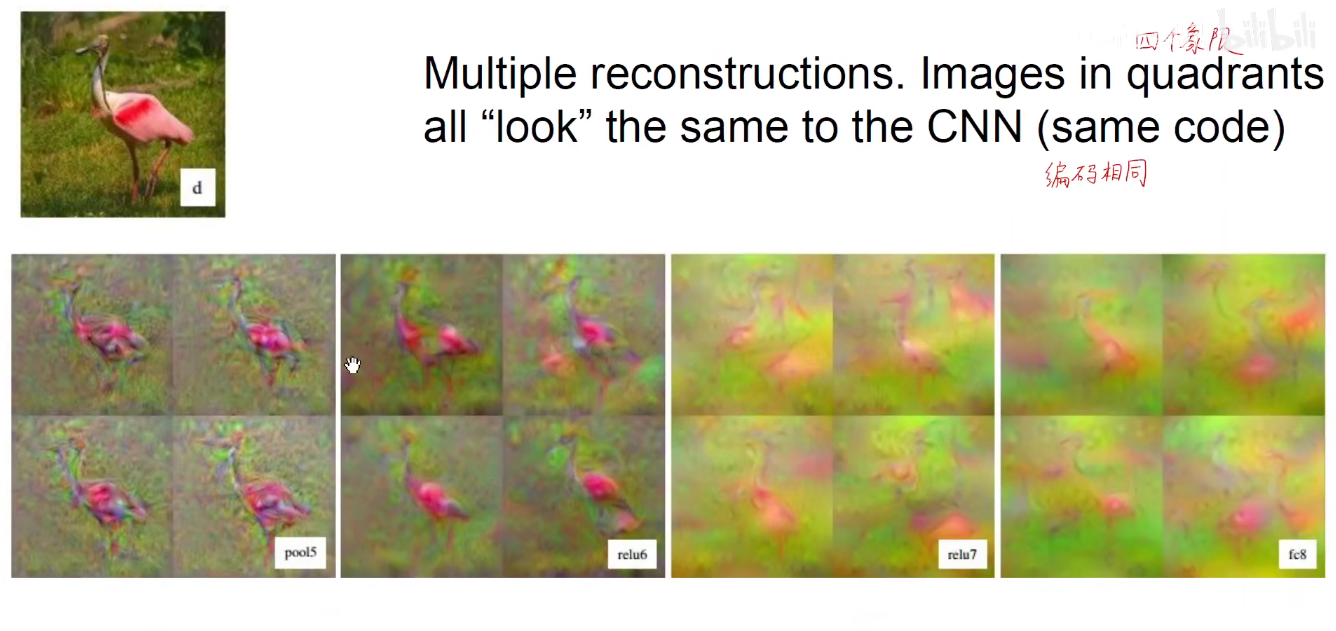 四个象限
bilibili
Multiple reconstructions. Images in quadrants
all “look” the same to the CNN (same code)
编码相同
d
pool5
relu6
relu7
fc8